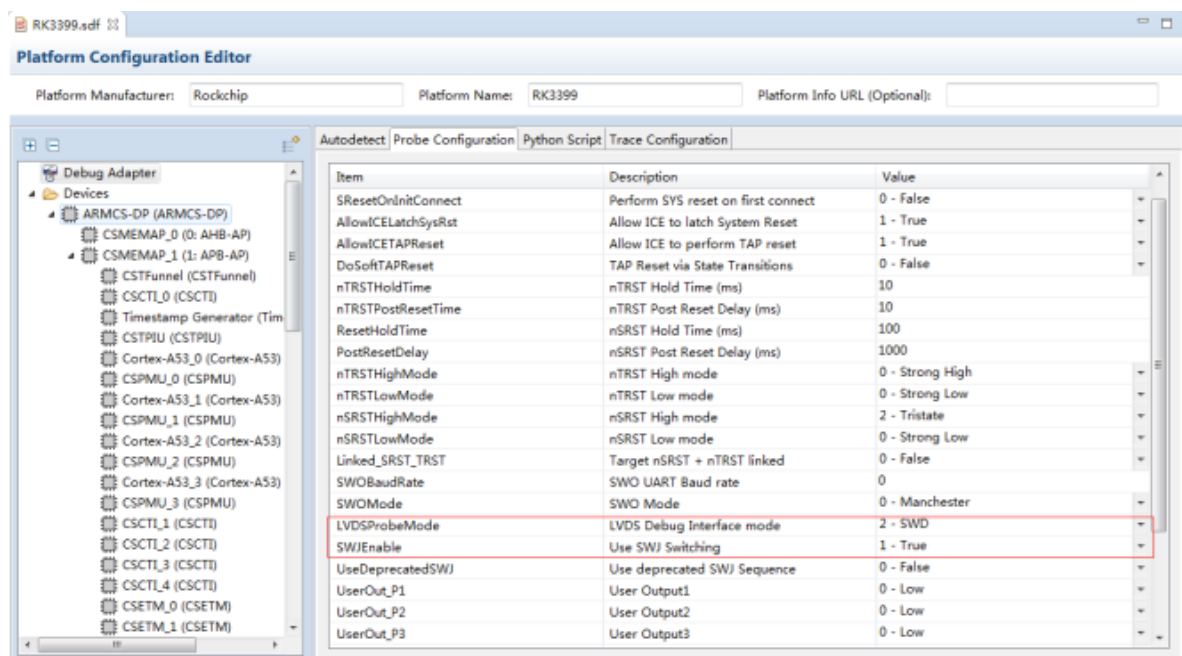 RK3399.sdf
Platform Configuration Editor
Platform Manufacturer: Rockchip Platform Name: RK3399 Platform Info URL (Optional):
Autodetect Probe Configuration Python Script Trace Configuration
Debug Adapter
Devices
ARMCS-DP (ARMCS-DP)
CSMEMAP_0 (0: AHB-AP)
CSMEMAP_1 (1: APB-AP)
CSTFunnel (CSTFunnel)
CSCTI_0 (CSCTI)
Timestamp Generator (Tim
CSTPIU (CSTPIU)
Cortex-A53_0 (Cortex-A53)
CSPMU_0 (CSPMU)
Cortex-A53_1 (Cortex-A53)
CSPMU_1 (CSPMU)
Cortex-A53_2 (Cortex-A53)
CSPMU_2 (CSPMU)
Cortex-A53_3 (Cortex-A53)
CSPMU_3 (CSPMU)
CSCTI_1 (CSCTI)
CSCTI_2 (CSCTI)
CSCTI_3 (CSCTI)
CSCTI_4 (CSCTI)
CSETM_0 (CSETM)
CSETM_1 (CSETM)
Item Description Value
SResetOnInitConnect Perform SYS reset on first connect 0 - False
AllowICELatchSysRst Allow ICE to latch System Reset 1 - True
AllowICETAPReset Allow ICE to perform TAP reset 1 - True
DoSoftTAPReset TAP Reset via State Transitions 0 - False
nTRSTHoldTime nTRST Hold Time (ms) 10
nTRSTPostResetTime nTRST Post Reset Delay (ms) 10
ResetHoldTime nSRST Hold Time (ms) 100
PostResetDelay nSRST Post Reset Delay (ms) 1000
nTRSTHighMode nTRST High mode 0 - Strong High
nTRSTLowMode nTRST Low mode 0 - Strong Low
nSRSTHighMode nSRST High mode 2 - Tristate
nSRSTLowMode nSRST Low mode 0 - Strong Low
Linked_SRST_TRST Target nSRST + nTRST linked 0 - False
SWOBaudRate SWO UART Baud rate 0
SWOMode SWO Mode 0 - Manchester
LVDSProbeMode LVDS Debug Interface mode 2 - SWD
SWJEnable Use SWJ Switching 1 - True
UseDeprecatedSWJ Use deprecated SWJ Sequence 0 - False
UserOut_P1 User Output1 0 - Low
UserOut_P2 User Output2 0 - Low
UserOut_P3 User Output3 0 - Low